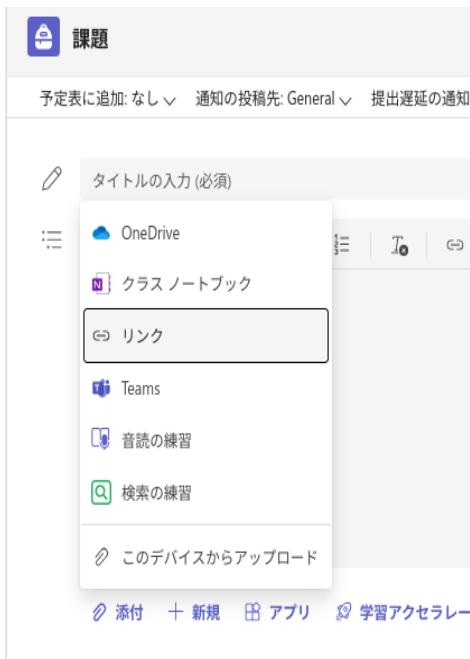 課題
予定表に追加: なし 通知の投稿先: General 提出遅延の通知
タイトルの入力 (必須)
OneDrive
クラス ノートブック
リンク
Teams
音読の練習
検索の練習
このデバイスからアップロード
添付 新規 アプリ 学習アクセラレー